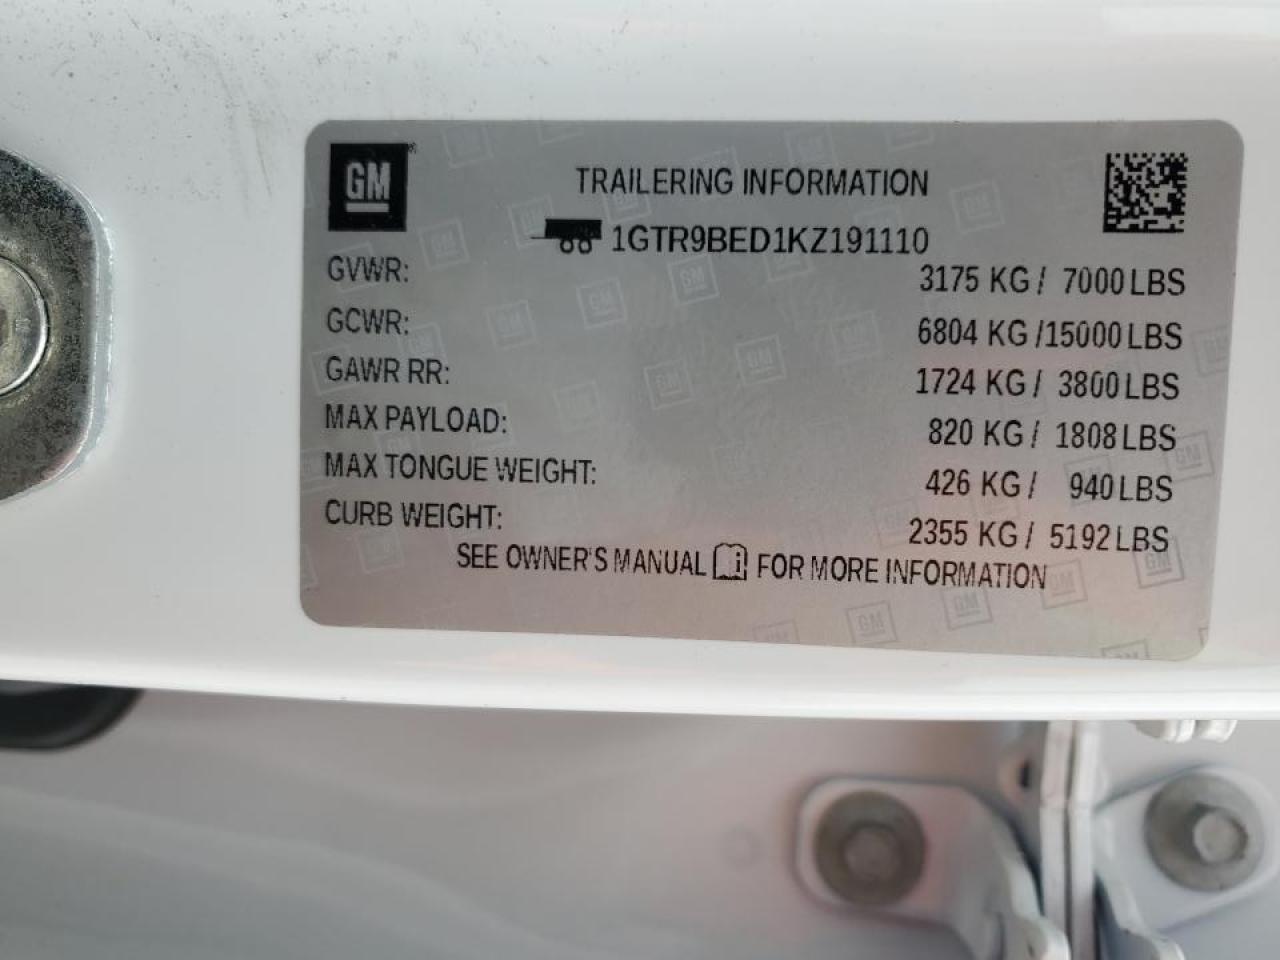 GM
TRAILERING INFORMATION
1GTR9BED1KZ191110
GVWR: 3175 KG / 7000 LBS
GCWR: 6804 KG /15000 LBS
GAWR RR: 1724 KG / 3800 LBS
MAX PAYLOAD: 820 KG / 1808 LBS
MAX TONGUE WEIGHT: 426 KG / 940 LBS
CURB WEIGHT: 2355 KG / 5192 LBS
SEE OWNER'S MANUAL FOR MORE INFORMATION